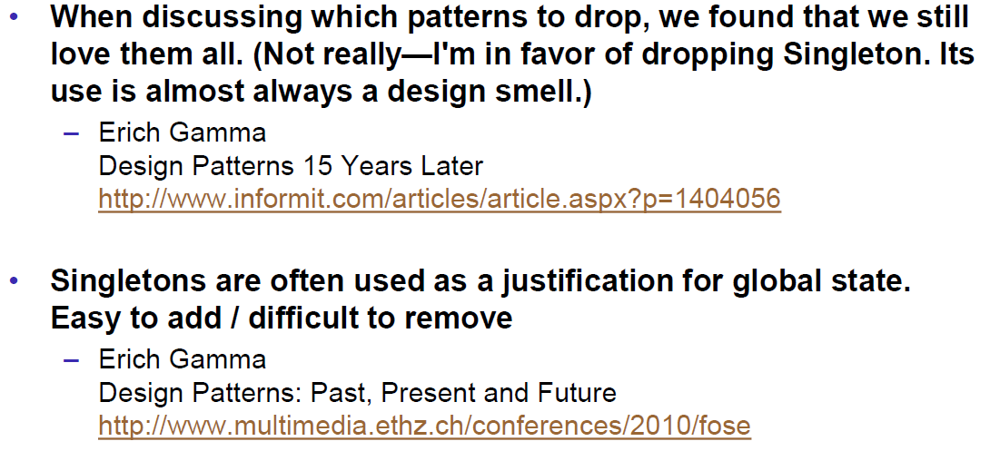 • When discussing which patterns to drop, we found that we still
love them all. (Not really—I'm in favor of dropping Singleton. Its
use is almost always a design smell.)
– Erich Gamma
Design Patterns 15 Years Later
http://www.informit.com/articles/article.aspx?p=1404056
• Singletons are often used as a justification for global state.
Easy to add / difficult to remove
– Erich Gamma
Design Patterns: Past, Present and Future
http://www.multimedia.ethz.ch/conferences/2010/fose